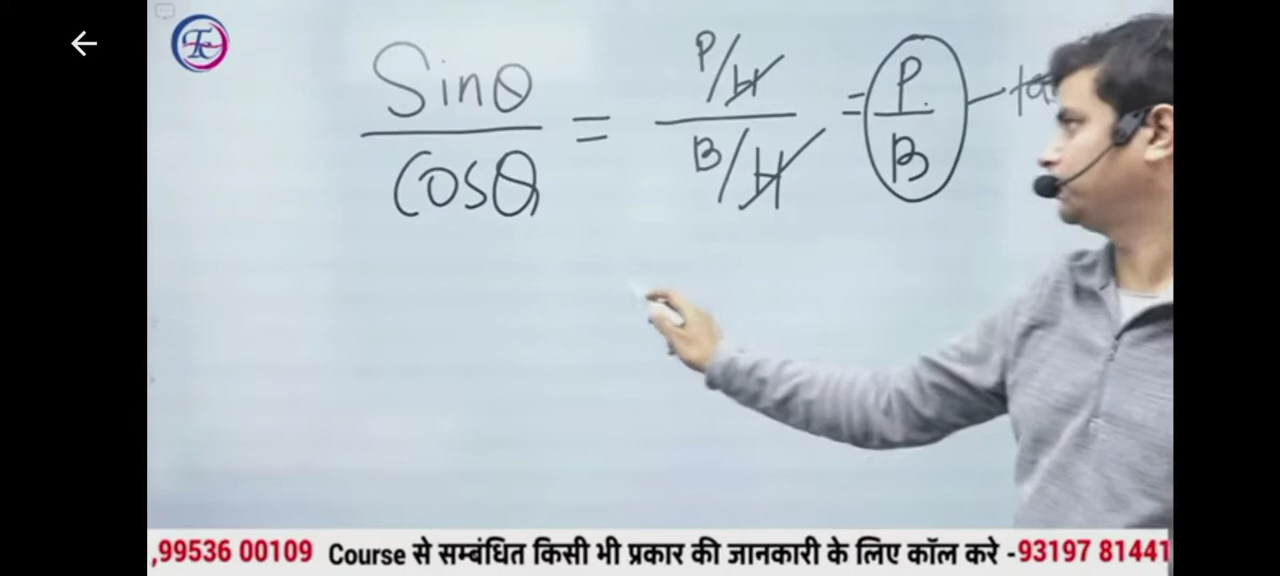 Sinθ / Cosθ = P/H / B/H = P / B
,99536 00109 Course से सम्बंधित किसी भी प्रकार की जानकारी के लिए कॉल करे -93197 81441